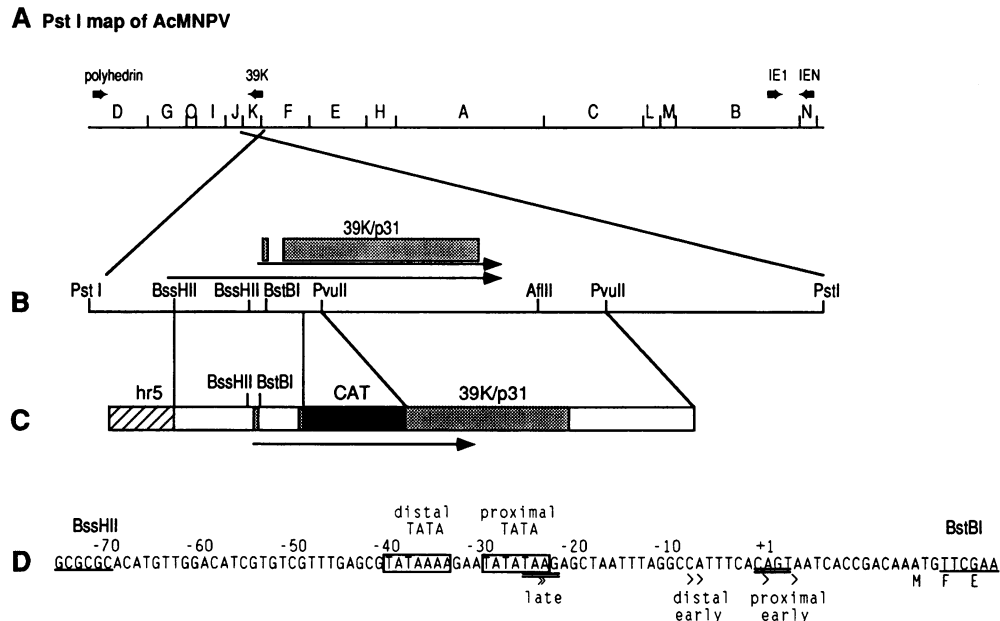 A Pst I map of AcMNPV
polyhedrin 39K IE1 IEN
D G O I J K F E H A C L M B N
39K/p31
B Pst I BssHII BssHII BstBI PvuII AflII PvuII PstI
hr5 BssHII BstBI CAT 39K/p31
C
distal TATA proximal TATA
BssHII BstBI
-70 -60 -50 -40 -30 -20 -10 +1
D GCGCGCACATGTTGGACATCGTGTCGTTTGAGCGTATAAAAGAATATATAAGAGCTAATTTAGGCCATTTCACAGTAATCACCGACAAATGTTCGAA
M F E
late distal early proximal early